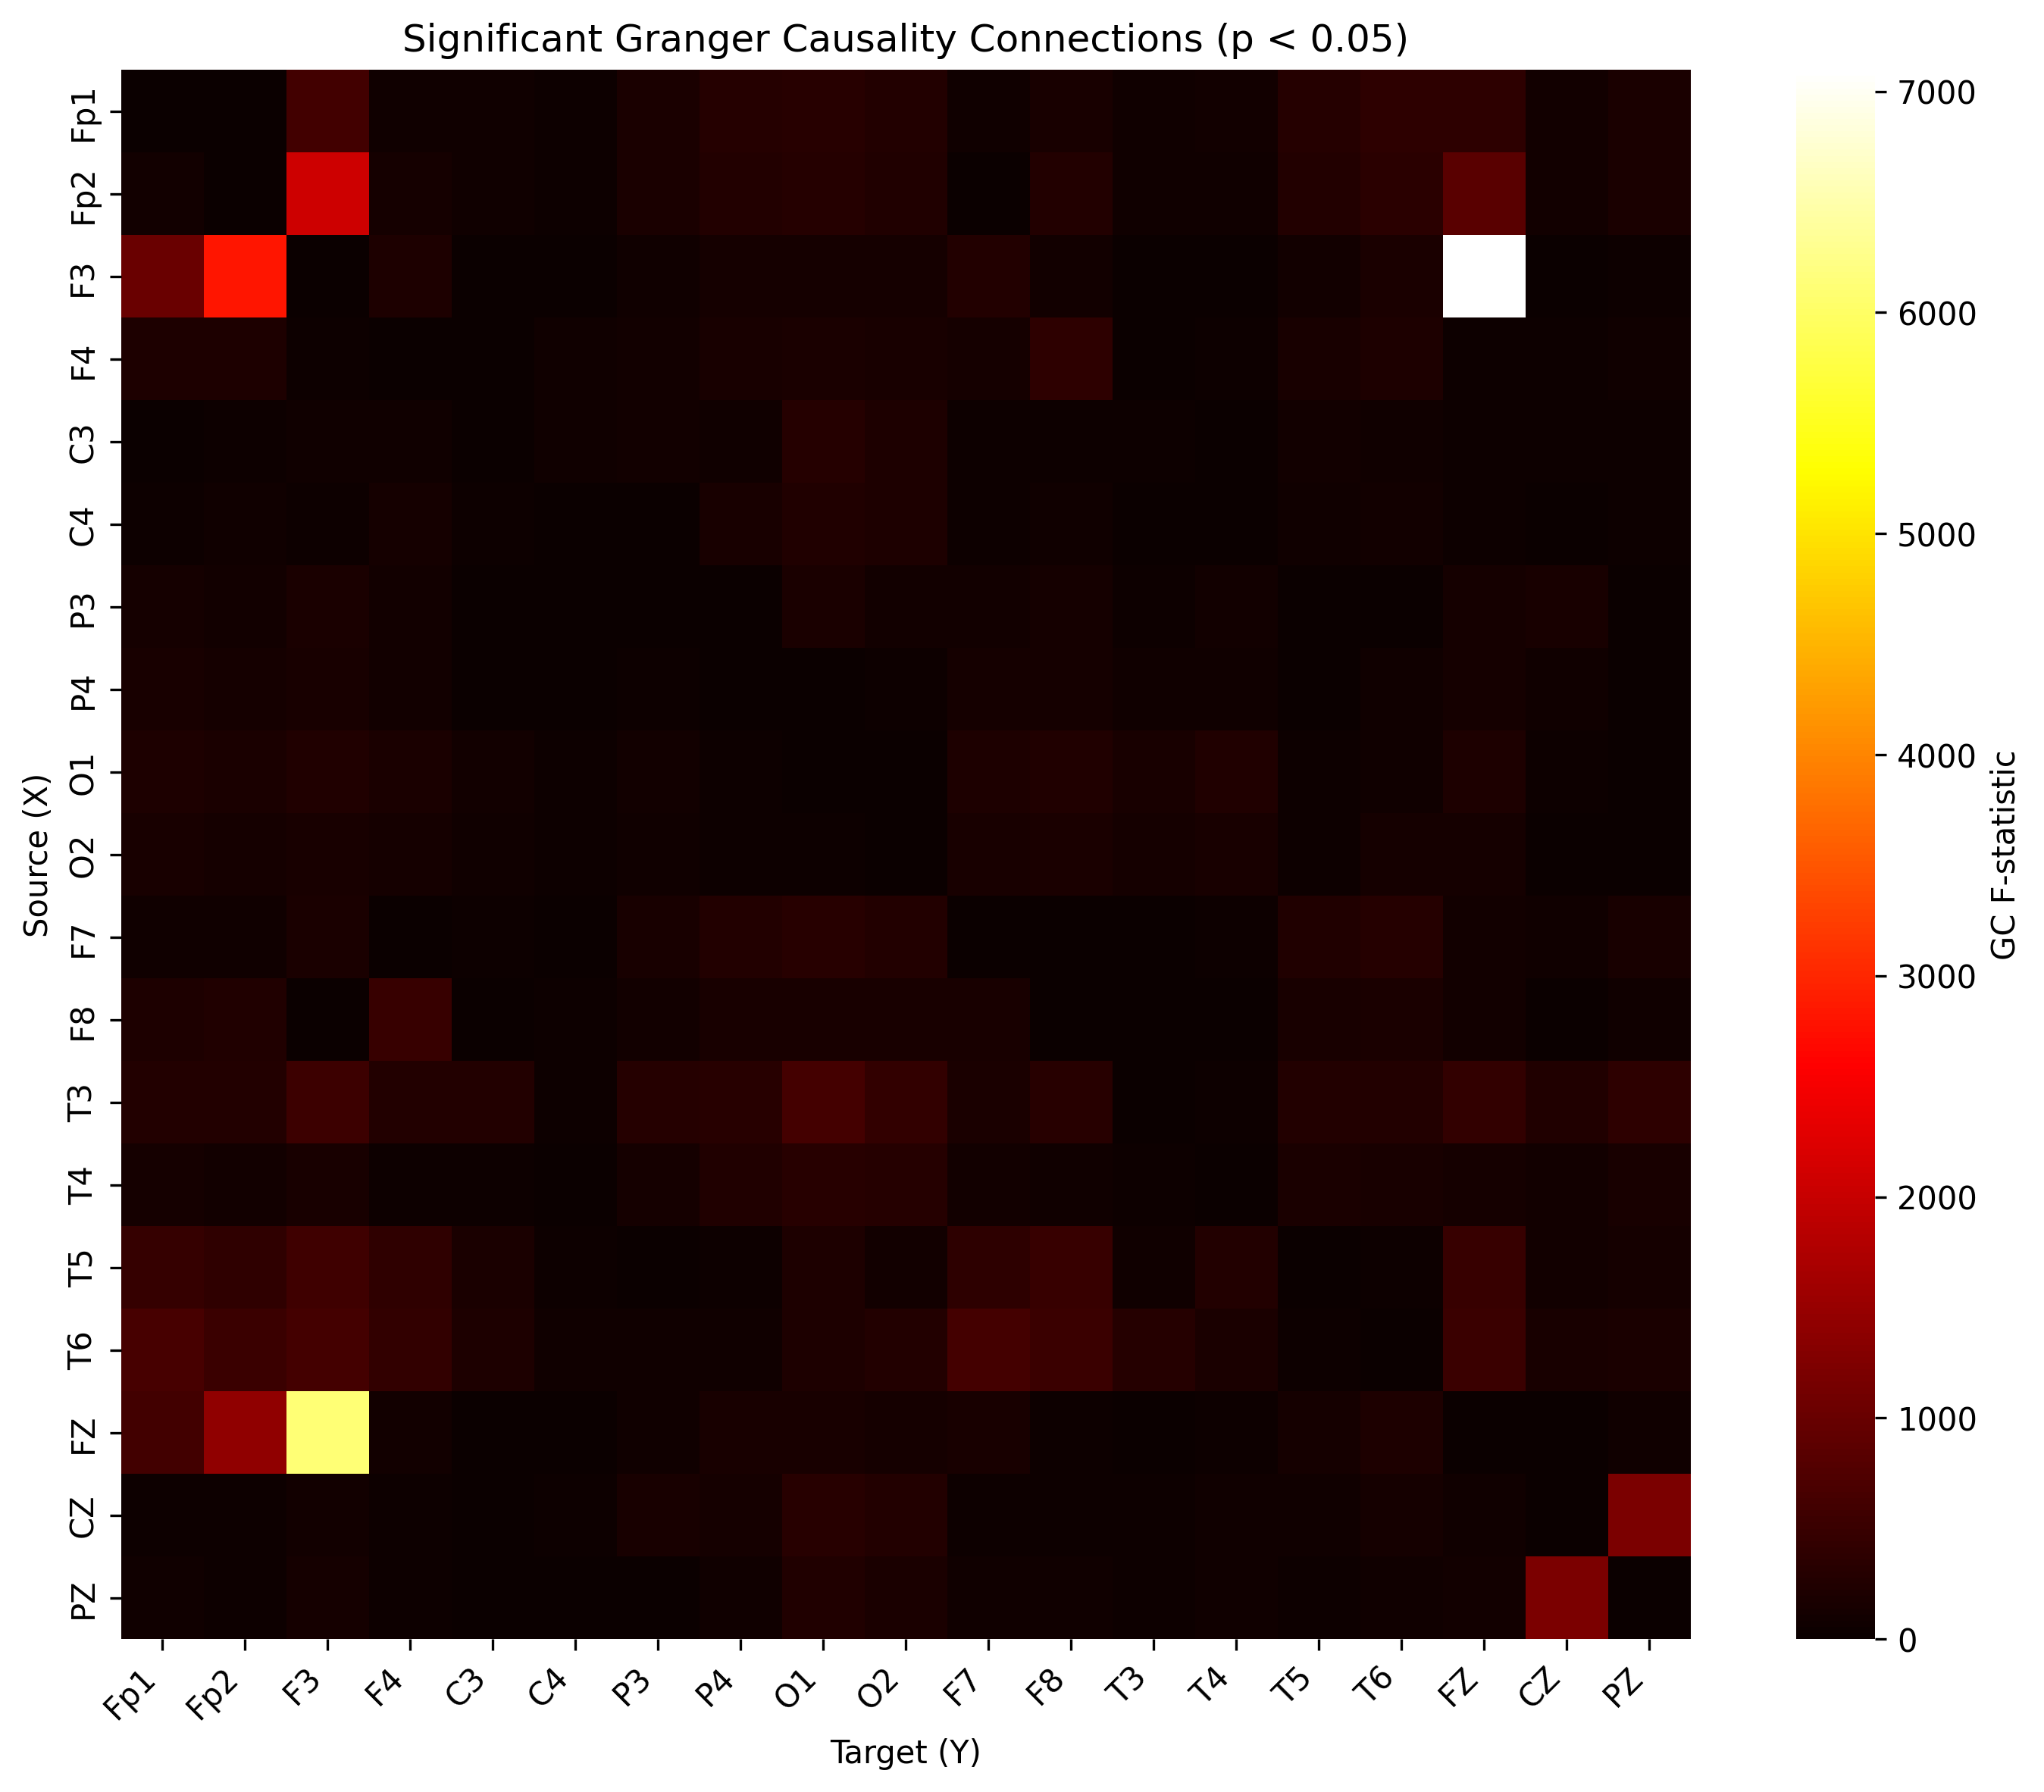 Significant Granger Causality Connections (p < 0.05)
Source (X)
Fp1
Fp2
F3
F4
C3
C4
P3
P4
O1
O2
F7
F8
T3
T4
T5
T6
FZ
CZ
PZ
Fp1 Fp2 F3 F4 C3 C4 P3 P4 O1 O2 F7 F8 T3 T4 T5 T6 FZ CZ PZ
Target (Y)
7000
6000
5000
4000
3000
2000
1000
0
GC F-statistic